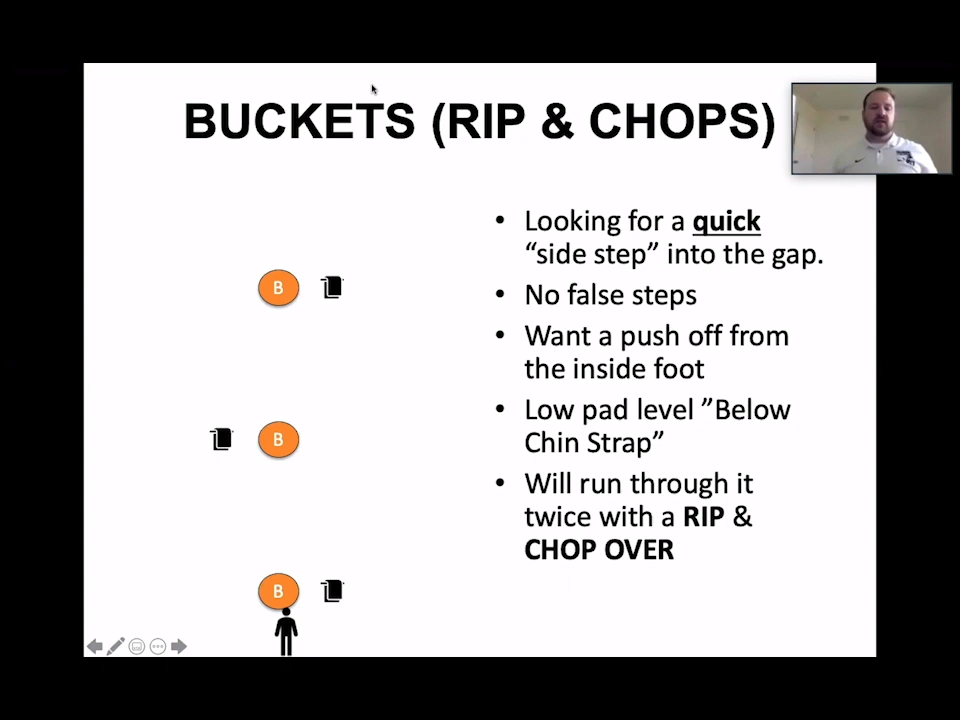 BUCKETS (RIP & CHOPS)
• Looking for a quick
“side step” into the gap.
• No false steps
• Want a push off from
the inside foot
• Low pad level ”Below
Chin Strap”
• Will run through it
twice with a RIP &
CHOP OVER
B
B
B